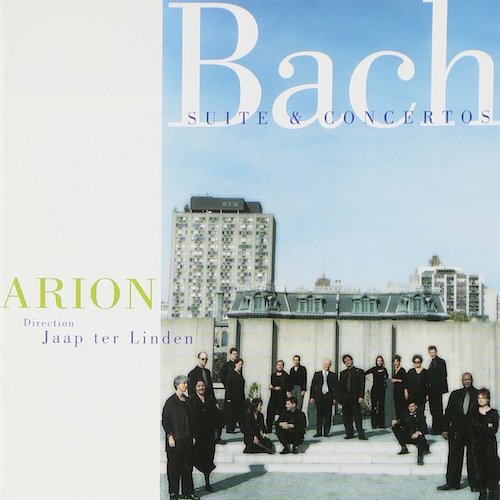 Bach
SUITE & CONCERTOS
ARION
Direction
Jaap ter Linden